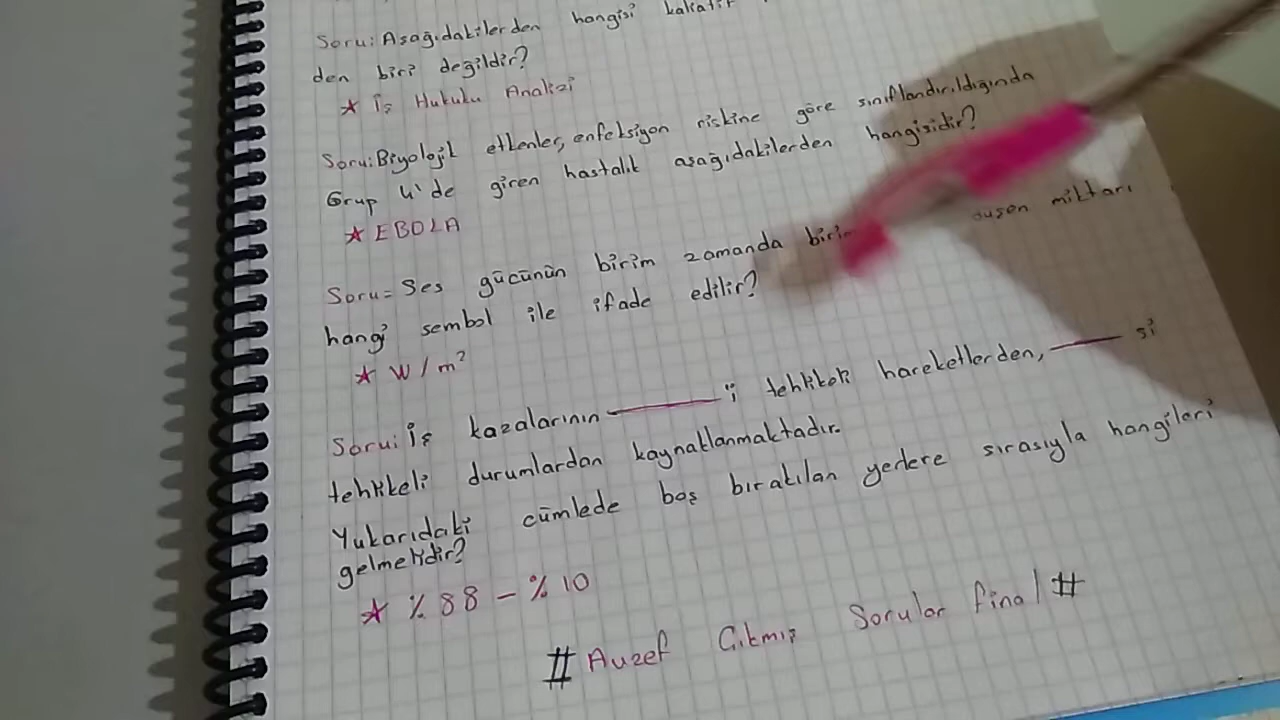 Soru: Aşağıdakilerden hangisi
den biri değildir?
★ İş Hukuku Analizi
Soru: Biyolojik etkenler, enfeksiyon riskine göre sınıflandırıldığında
Grup 4'de giren hastalık aşağıdakilerden hangisidir?
★ EBOLA
Soru = Ses gücünün birim zamanda birim düşen miktarı
hangi sembol ile ifade edilir?
★ W/m²
Soru: İş kazalarının ______ i tehlikeli hareketlerden, ____ si
tehlikeli durumlardan kaynaklanmaktadır.
Yukarıdaki cümlede boş bırakılan yerlere sırasıyla hangileri
gelmelidir?
★ %88 - %10
# Auzef Çıkmış Sorular final #